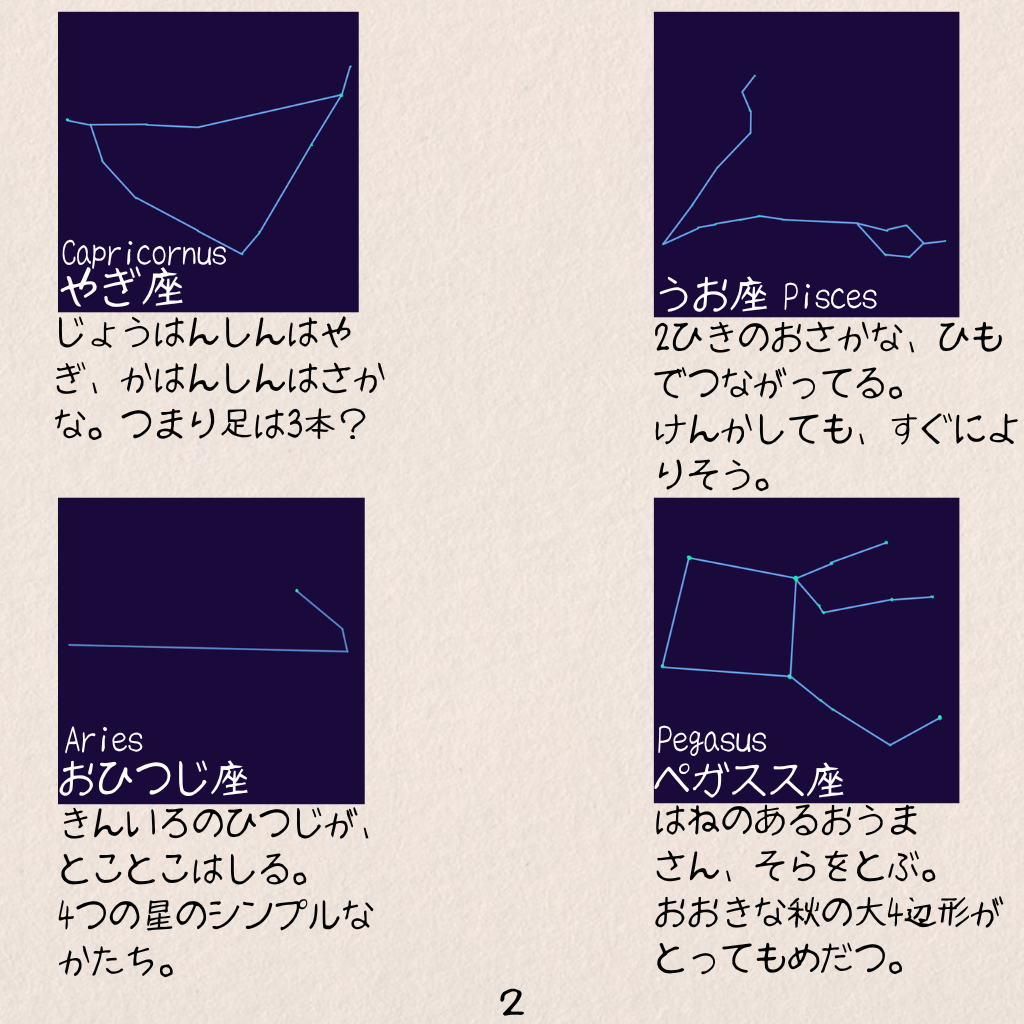 Capricornus
やぎ座
じょうはんしんはや
ぎ、かはんしんはさか
な。つまり足は3本？
うお座 Pisces
2ひきのおさかな、ひも
でつながってる。
けんかしても、すぐによ
りそう。
Aries
おひつじ座
きんいろのひつじが、
とことこはしる。
4つの星のシンプルな
かたち。
Pegasus
ペガスス座
はねのあるおうま
さん、そらをとぶ。
おおきな秋の大4辺形が
とってもめだつ。
2